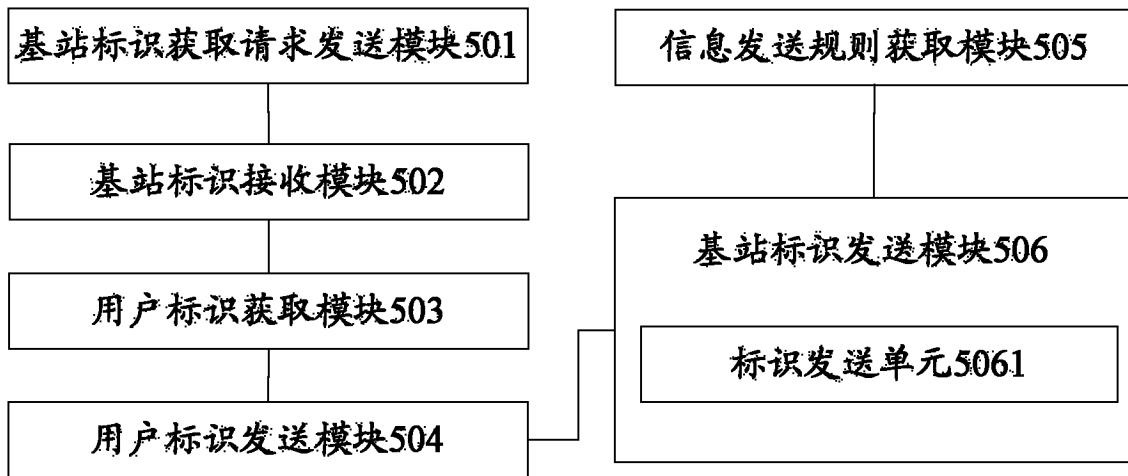 基站标识获取请求发送模块501
基站标识接收模块502
用户标识获取模块503
用户标识发送模块504
信息发送规则获取模块505
基站标识发送模块506
标识发送单元5061